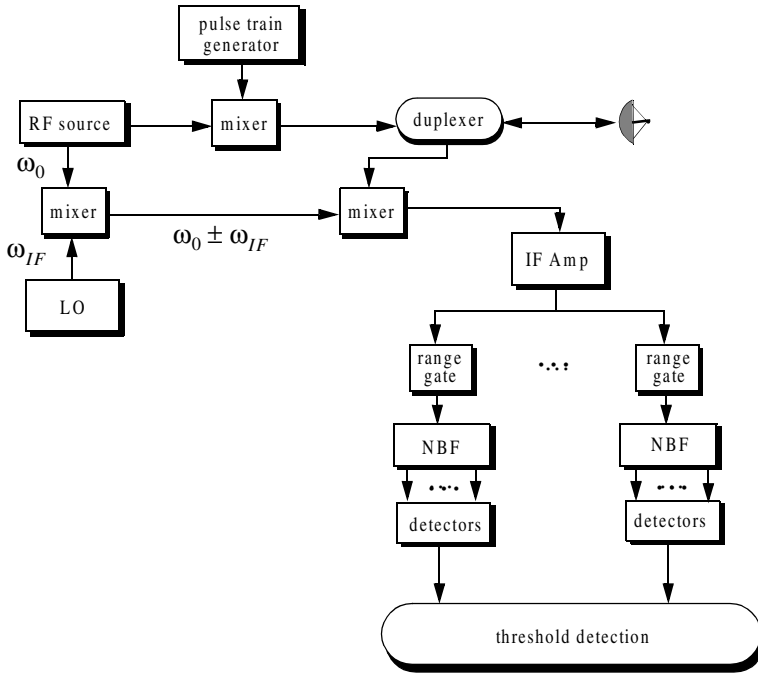 pulse train
generator
RF source
mixer
duplexer
ω0
mixer
mixer
ωIF
ω0 ± ωIF
IF Amp
LO
range
gate
range
gate
NBF
NBF
detectors
detectors
threshold detection